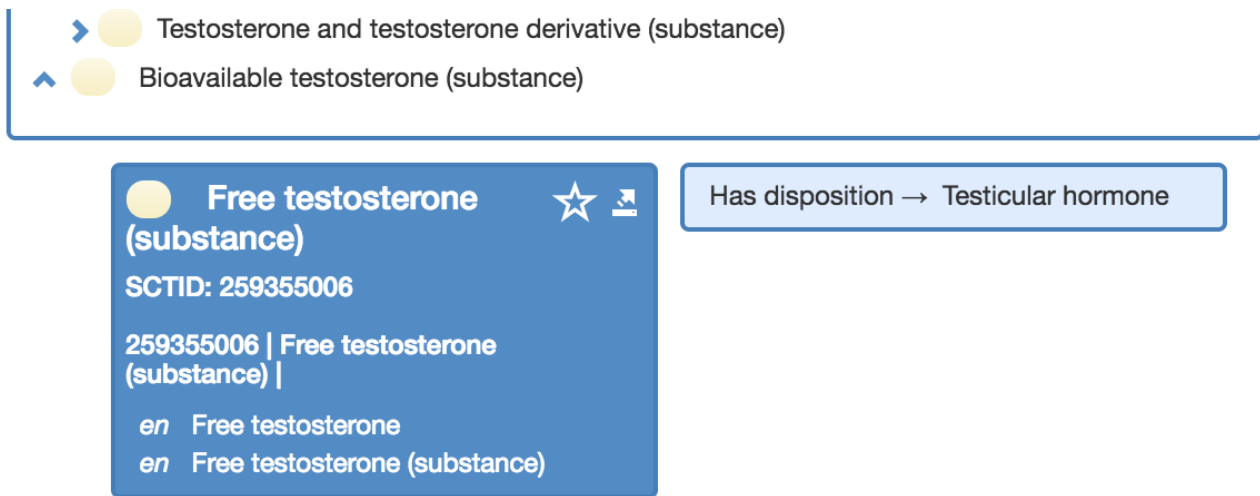 Testosterone and testosterone derivative (substance)
Bioavailable testosterone (substance)
Free testosterone
(substance)
SCTID: 259355006
259355006 | Free testosterone
(substance) |
en Free testosterone
en Free testosterone (substance)
Has disposition → Testicular hormone